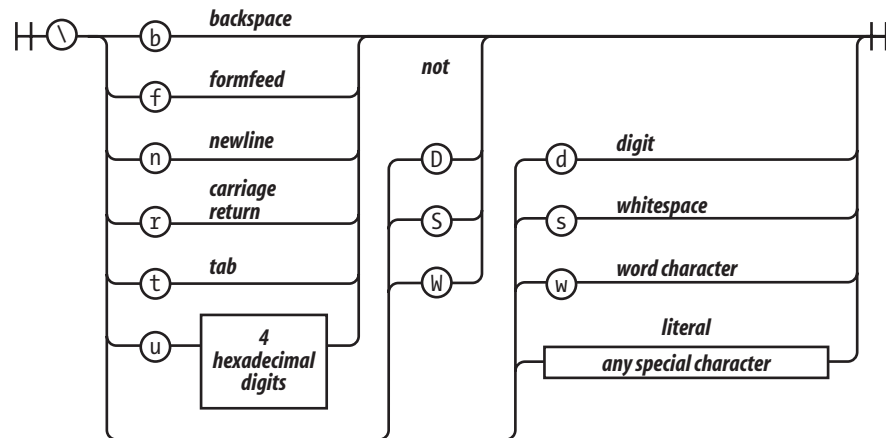 \
b backspace
f formfeed
n newline
r carriage
return
t tab
u 4
hexadecimal
digits
not
D
S
W
d digit
s whitespace
w word character
literal
any special character